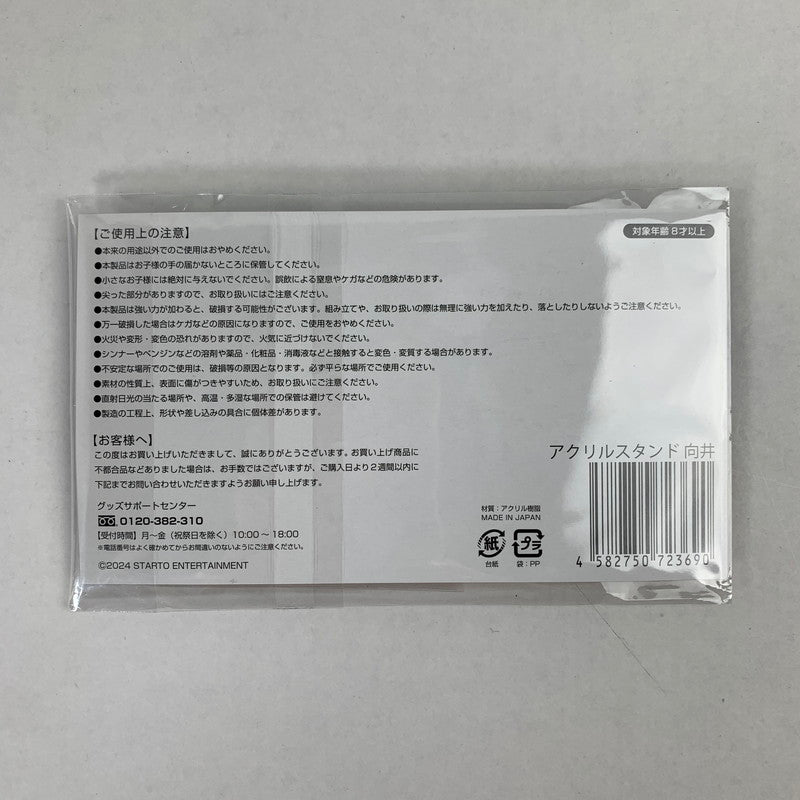 【ご使用上の注意】
対象年齢 8才以上
●本来の用途以外でのご使用はおやめください。
●本製品はお子様の手の届かないところに保管してください。
●小さなお子様には絶対に与えないでください。誤飲による窒息やケガなどの危険があります。
●尖った部分がありますので、お取り扱いにはご注意ください。
●本製品は強い力が加わると、破損する可能性がございます。組み立てや、お取り扱いの際は無理に強い力を加えたり、落としたりしないようご注意ください。
●万一破損した場合はケガなどの原因になりますので、ご使用をおやめください。
●火災や変形・変色の恐れがありますので、火気に近づけないでください。
●シンナーやベンジンなどの溶剤や薬品・化粧品・消毒液などと接触すると変色・変質する場合があります。
●不安定な場所でのご使用は、破損等の原因となります。必ず平らな場所でご使用ください。
●素材の性質上、表面に傷がつきやすいため、お取り扱いにご注意ください。
●直射日光の当たる場所や、高温・多湿な場所での保管は避けてください。
●製造の工程上、形状や差し込みの具合に個体差があります。
【お客様へ】
この度はお買い上げいただきまして、誠にありがとうございます。お買い上げ商品に
不都合品などありました場合は、お手数ではございますが、ご購入日より2週間以内に
下記までお問い合わせいただきますようお願い申し上げます。
アクリルスタンド 向井
グッズサポートセンター
0120-382-310
【受付時間】月〜金（祝祭日を除く）10:00〜18:00
※電話番号はよく確かめてからお間違いのないようにご注意ください。
©2024 STARTO ENTERTAINMENT
材質：アクリル樹脂
MADE IN JAPAN
紙
プラ
台紙
袋：PP
4 582750 723690